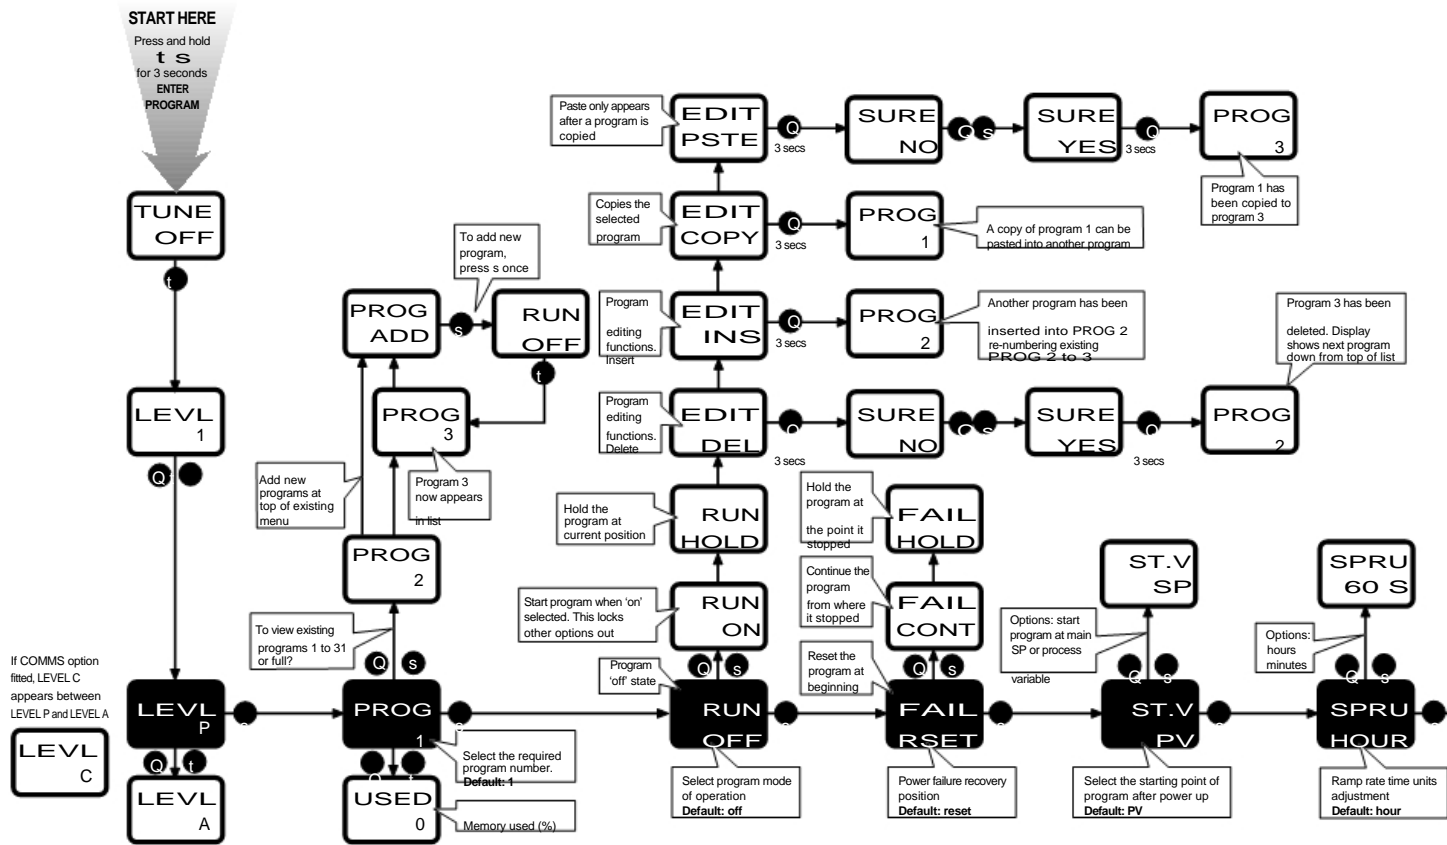 START HERE
Press and hold
t s
for 3 seconds
ENTER
PROGRAM
TUNE
OFF
t
LEVL
1
Q
If COMMS option
fitted, LEVEL C
appears between
LEVEL P and LEVEL A
LEVL
C
LEVL
P
Q t
LEVL
A
PROG
ADD
s
To add new
program,
press s once
RUN
OFF
t
PROG
3
Program 3
now appears
in list
Add new
programs at
top of existing
menu
PROG
2
To view existing
programs 1 to 31
or full?
Q s
PROG
1
Select the required
program number.
Default: 1
USED
0
Memory used (%)
Paste only appears
after a program is
copied
EDIT
PSTE
Q
3 secs
SURE
NO
Q s
SURE
YES
Q
3 secs
PROG
3
Program 1 has
been copied to
program 3
Copies the
selected
program
EDIT
COPY
Q
3 secs
PROG
1
A copy of program 1 can be
pasted into another program
Program
editing
functions.
Insert
EDIT
INS
Q
3 secs
PROG
2
Another program has been
inserted into PROG 2
re-numbering existing
PROG 2 to 3
Program
editing
functions.
Delete
EDIT
DEL
Q
3 secs
SURE
NO
Q s
SURE
YES
Q
3 secs
PROG
2
Program 3 has been
deleted. Display
shows next program
down from top of list
Hold the
program at
current position
RUN
HOLD
Start program when ‘on’
selected. This locks
other options out
RUN
ON
Q s
Program
‘off’ state
RUN
OFF
Select program mode
of operation
Default: off
Hold the
program at
the point it
stopped
FAIL
HOLD
Continue the
program
from where
it stopped
FAIL
CONT
Q s
Reset the
program at
beginning
FAIL
RSET
Power failure recovery
position
Default: reset
ST.V
SP
Options: start
program at main
SP or process
variable
Q s
ST.V
PV
Select the starting point of
program after power up
Default: PV
SPRU
60 S
Options:
hours
minutes
Q s
SPRU
HOUR
Ramp rate time units
adjustment
Default: hour